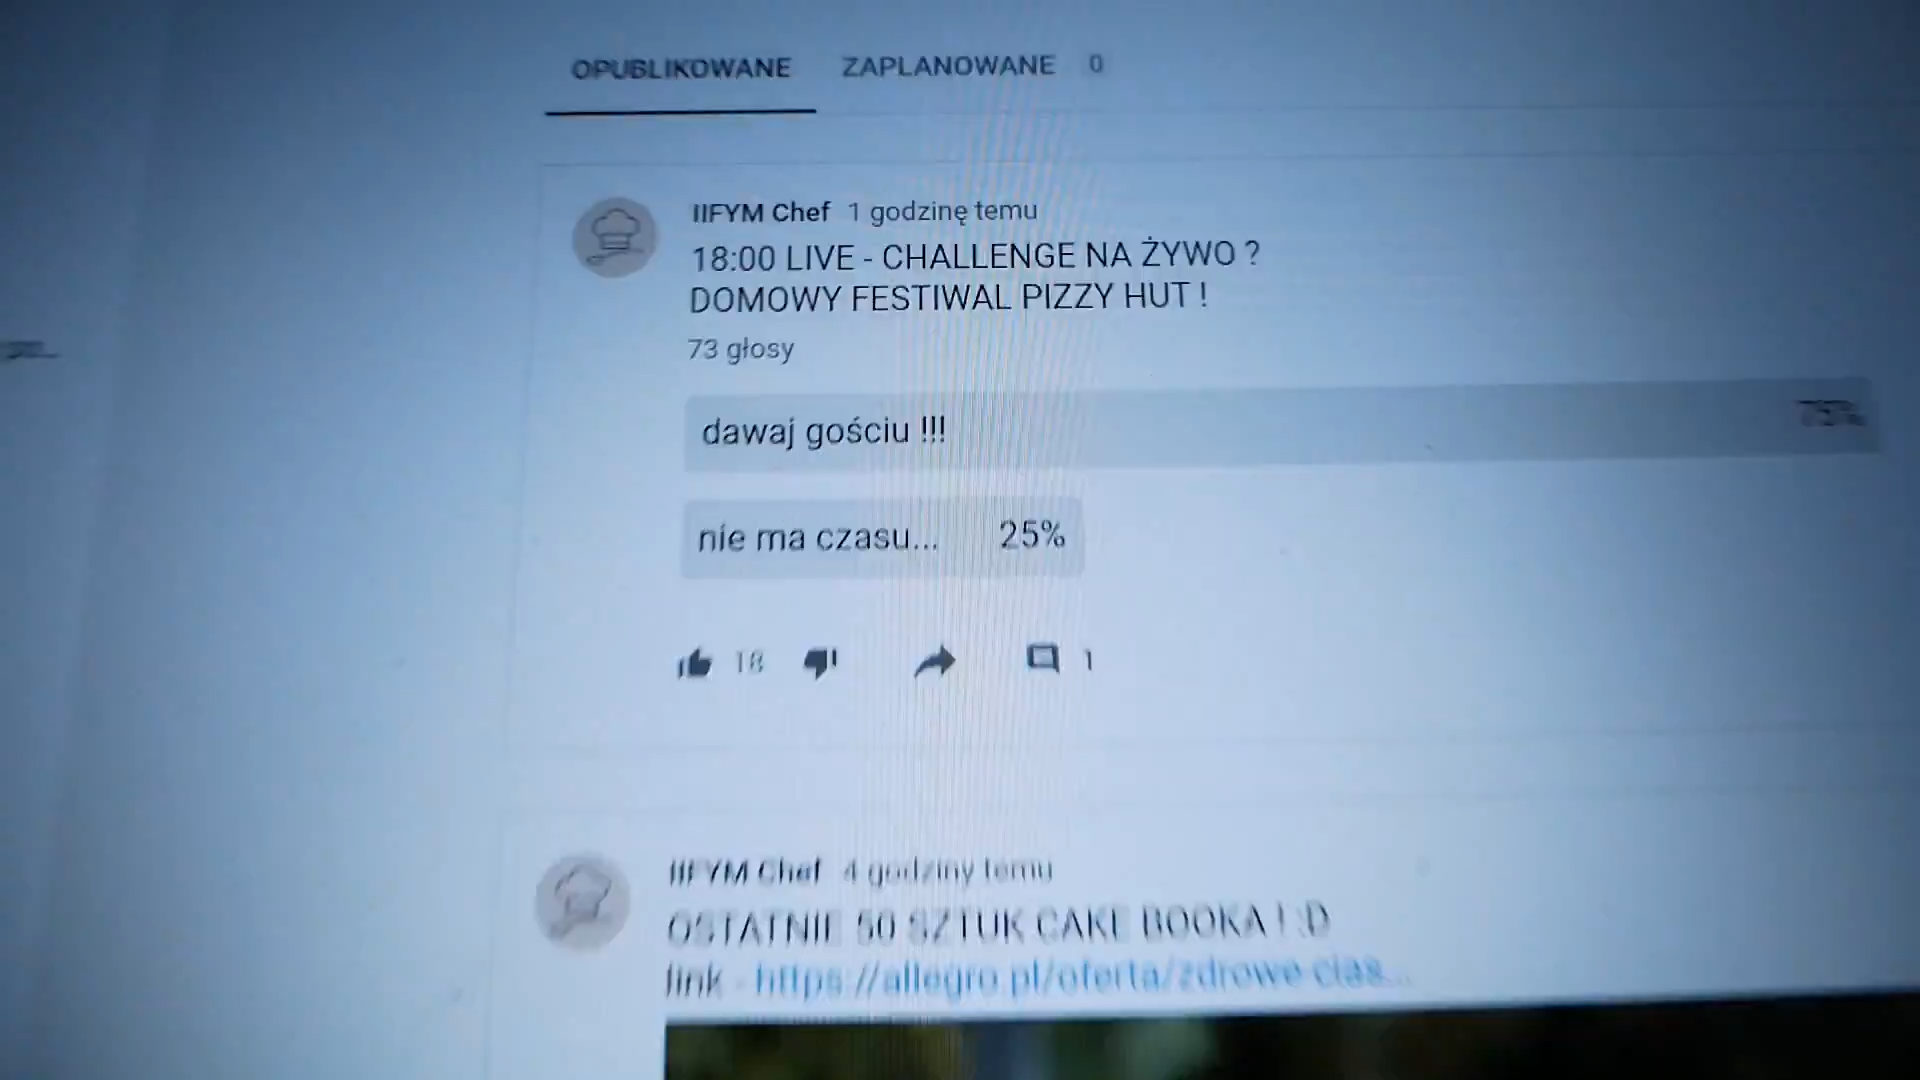 OPUBLIKOWANE ZAPLANOWANE 0
IIFYM Chef 1 godzinę temu
18:00 LIVE - CHALLENGE NA ŻYWO ?
DOMOWY FESTIWAL PIZZY HUT !
73 głosy
dawaj gościu !!! 75%
nie ma czasu... 25%
18 1
IIFYM Chef 4 godziny temu
OSTATNIE 50 SZTUK CAKE BOOKA ! :D
link - https://allegro.pl/oferta/zdrowe-cias...